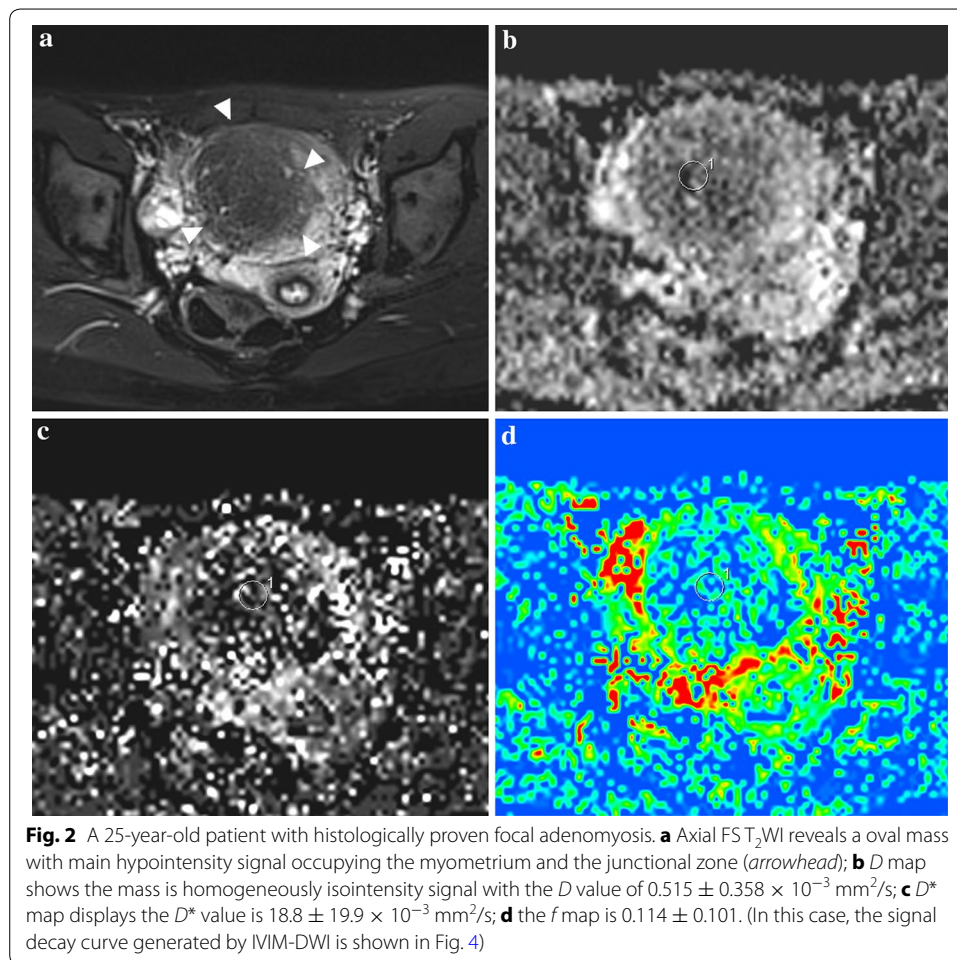 a
b
1
c
d
1
1
Fig. 2 A 25-year-old patient with histologically proven focal adenomyosis. a Axial FS T₂WI reveals a oval mass
with main hypointensity signal occupying the myometrium and the junctional zone (arrowhead); b D map
shows the mass is homogeneously isointensity signal with the D value of 0.515 ± 0.358 × 10⁻³ mm²/s; c D*
map displays the D* value is 18.8 ± 19.9 × 10⁻³ mm²/s; d the f map is 0.114 ± 0.101. (In this case, the signal
decay curve generated by IVIM-DWI is shown in Fig. 4)